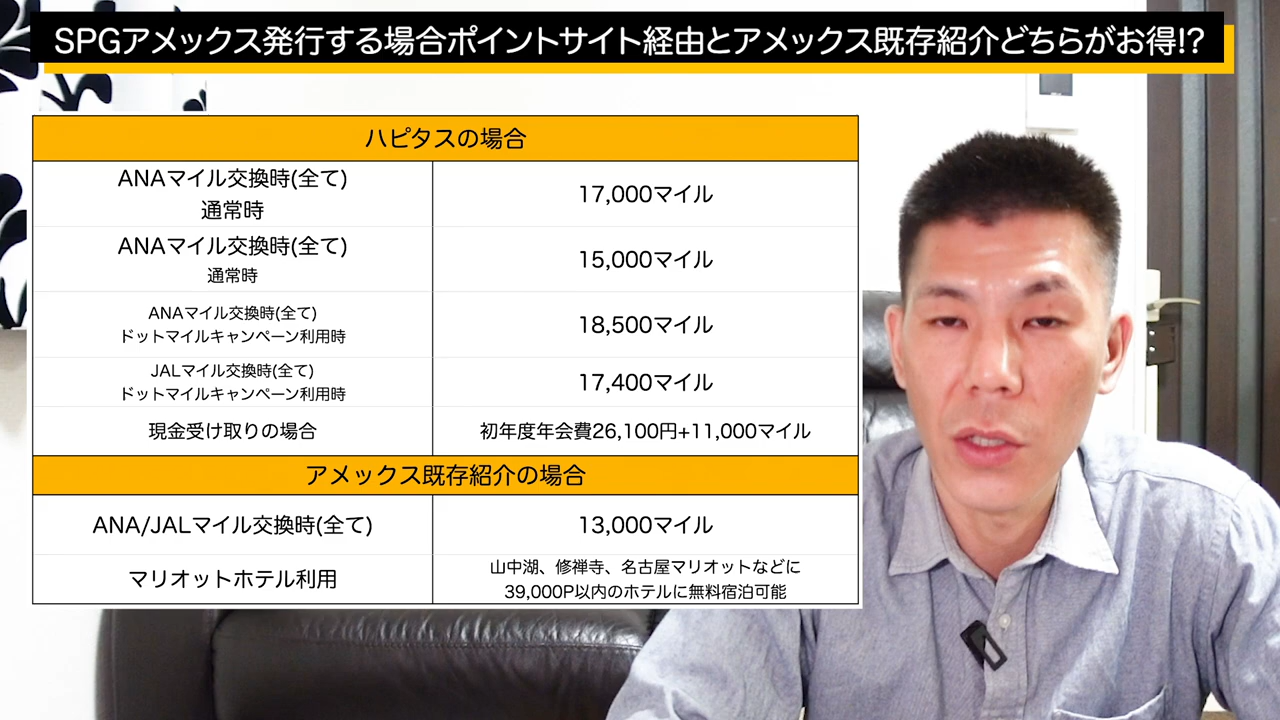 SPGアメックス発行する場合ポイントサイト経由とアメックス既存紹介どちらがお得!?
ハピタスの場合
ANAマイル交換時(全て)
通常時
17,000マイル
ANAマイル交換時(全て)
通常時
15,000マイル
ANAマイル交換時(全て)
ドットマイルキャンペーン利用時
18,500マイル
JALマイル交換時(全て)
ドットマイルキャンペーン利用時
17,400マイル
現金受け取りの場合
初年度年会費26,100円+11,000マイル
アメックス既存紹介の場合
ANA/JALマイル交換時(全て)
13,000マイル
マリオットホテル利用
山中湖、修禅寺、名古屋マリオットなどに
39,000P以内のホテルに無料宿泊可能